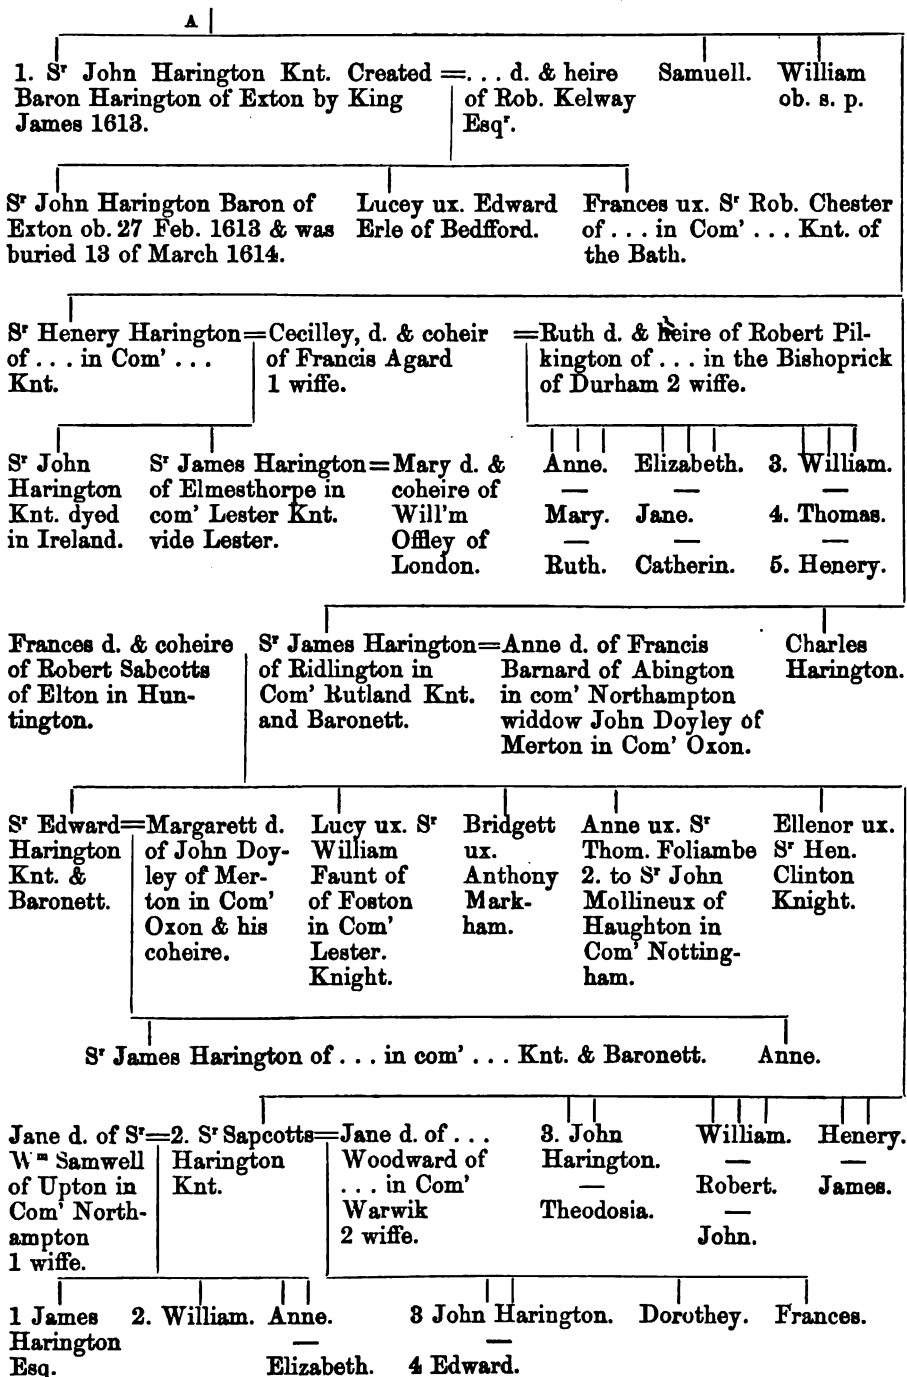 A
1. Sʳ John Harington Knt. Created = . . . d. & heire Samuell. William
Baron Harington of Exton by King of Rob. Kelway ob. s. p.
James 1613. Esqʳ.
Sʳ John Harington Baron of Lucey ux. Edward Frances ux. Sʳ Rob. Chester
Exton ob. 27 Feb. 1613 & was Erle of Bedfford. of . . . in Com' . . . Knt. of
buried 13 of March 1614. the Bath.
Sʳ Henery Harington=Cecilley, d. & coheir =Ruth d. & heire of Robert Pil-
of . . . in Com' . . . of Francis Agard kington of . . . in the Bishoprick
Knt. 1 wiffe. of Durham 2 wiffe.
Sʳ John Sʳ James Harington=Mary d. & Anne. Elizabeth. 3. William.
Harington of Elmesthorpe in coheire of — — —
Knt. dyed com' Lester Knt. Will'm Mary. Jane. 4. Thomas.
in Ireland. vide Lester. Offley of — — —
London. Ruth. Catherin. 5. Henery.
Frances d. & coheire Sʳ James Harington=Anne d. of Francis Charles
of Robert Sabcotts of Ridlington in Barnard of Abington Harington.
of Elton in Hun- Com' Rutland Knt. in com' Northampton
tington. and Baronett. widdow John Doyley of
Merton in Com' Oxon.
Sʳ Edward=Margarett d. Lucy ux. Sʳ Bridgett Anne ux. Sʳ Ellenor ux.
Harington of John Doy- William ux. Thom. Foliambe Sʳ Hen.
Knt. & ley of Mer- Faunt of Anthony 2. to Sʳ John Clinton
Baronett. ton in Com' of Foston Mark- Mollineux of Knight.
Oxon & his in Com' ham. Haughton in
coheire. Lester. Com' Notting-
Knight. ham.
Sʳ James Harington of . . . in com' . . . Knt. & Baronett. Anne.
Jane d. of Sʳ=2. Sʳ Sapcotts=Jane d. of . . . 3. John William. Henery.
Wᵐ Samwell Harington Woodward of Harington. — —
of Upton in Knt. . . . in Com' — Robert. James.
Com' North- Warwik Theodosia. —
ampton 2 wiffe. John.
1 wiffe.
1 James 2. William. Anne. 3 John Harington. Dorothey. Frances.
Harington — —
Esq. Elizabeth. 4 Edward.